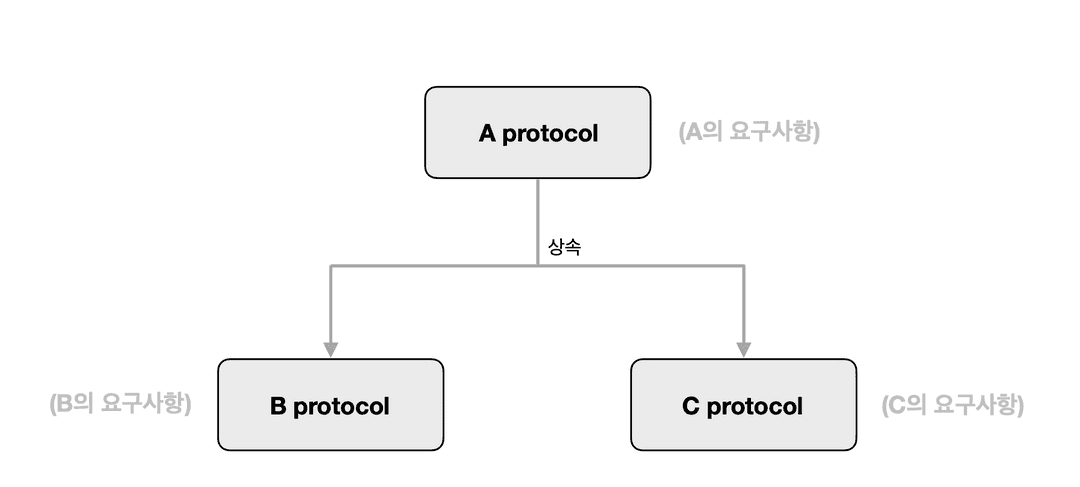 A protocol
(A의 요구사항)
상속
(B의 요구사항)
B protocol
C protocol
(C의 요구사항)